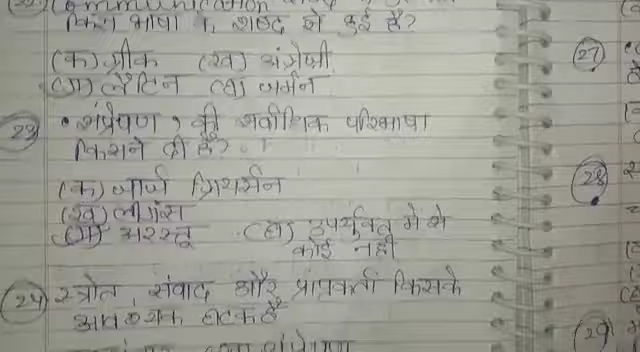 Communication
किस भाषा के शब्द से हुई है?
(क) ग्रीक (ख) अंग्रेजी
(ग) लैटिन (घ) जर्मन
23 'संप्रेषण' की सर्वाधिक परिभाषा
किसने दी है?
(क) जार्ज ग्रियर्सन
(ख) लीगंस
(ग) अरस्तू (घ) उपर्युक्त मे से
कोई नही
24 स्त्रोत, संवाद और प्राप्तकर्ता किसके
आवश्यक घटक है
27
28
29